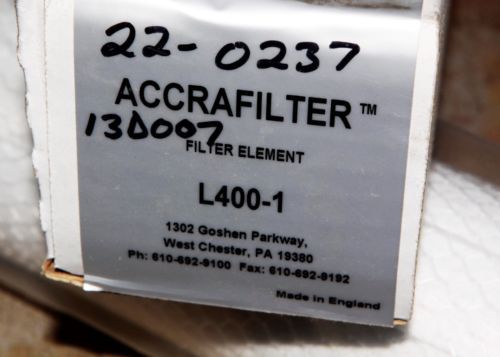 22-0237
ACCRAFILTER™
13D007
FILTER ELEMENT
L400-1
1302 Goshen Parkway,
West Chester, PA 19380
Ph: 610-692-9100 Fax: 610-692-9192
Made in England